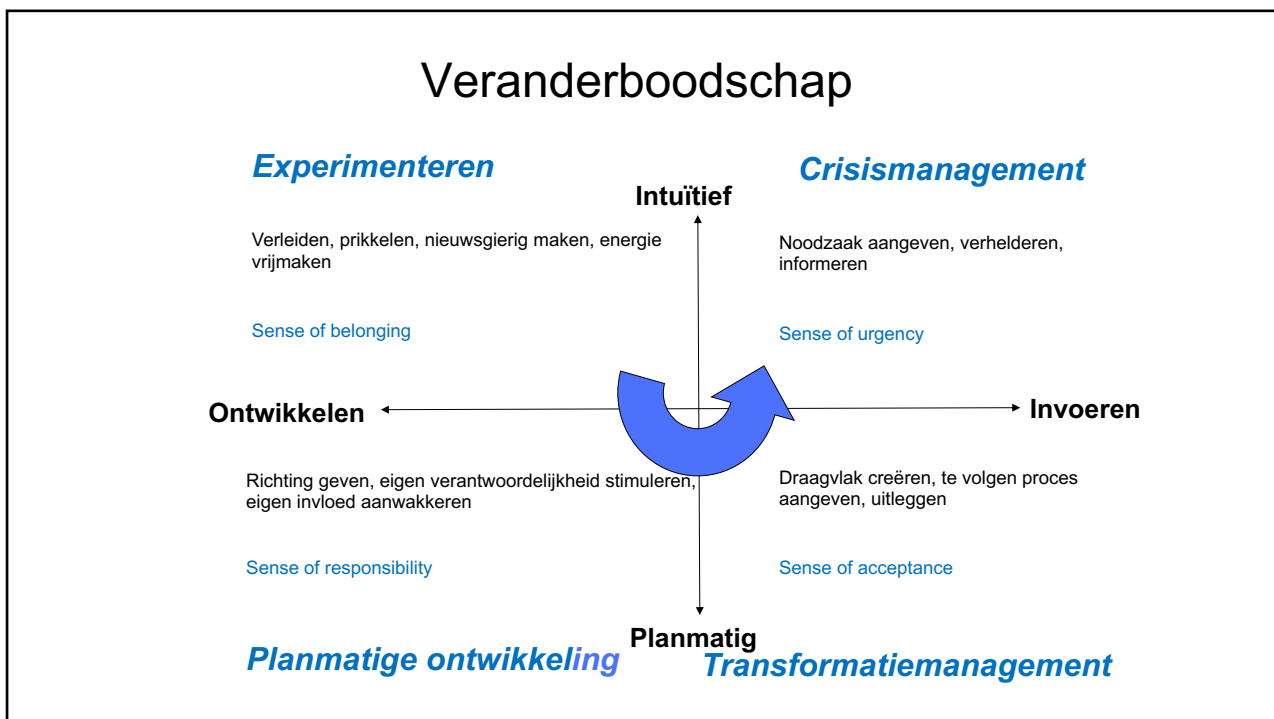 Veranderboodschap
Experimenteren
Crisismanagement
Intuïtief
Verleiden, prikkelen, nieuwsgierig maken, energie
vrijmaken
Noodzaak aangeven, verhelderen,
informeren
Sense of belonging
Sense of urgency
Ontwikkelen
Invoeren
Richting geven, eigen verantwoordelijkheid stimuleren,
eigen invloed aanwakkeren
Draagvlak creëren, te volgen proces
aangeven, uitleggen
Sense of responsibility
Sense of acceptance
Planmatig
Planmatige ontwikkeling
Transformatiemanagement